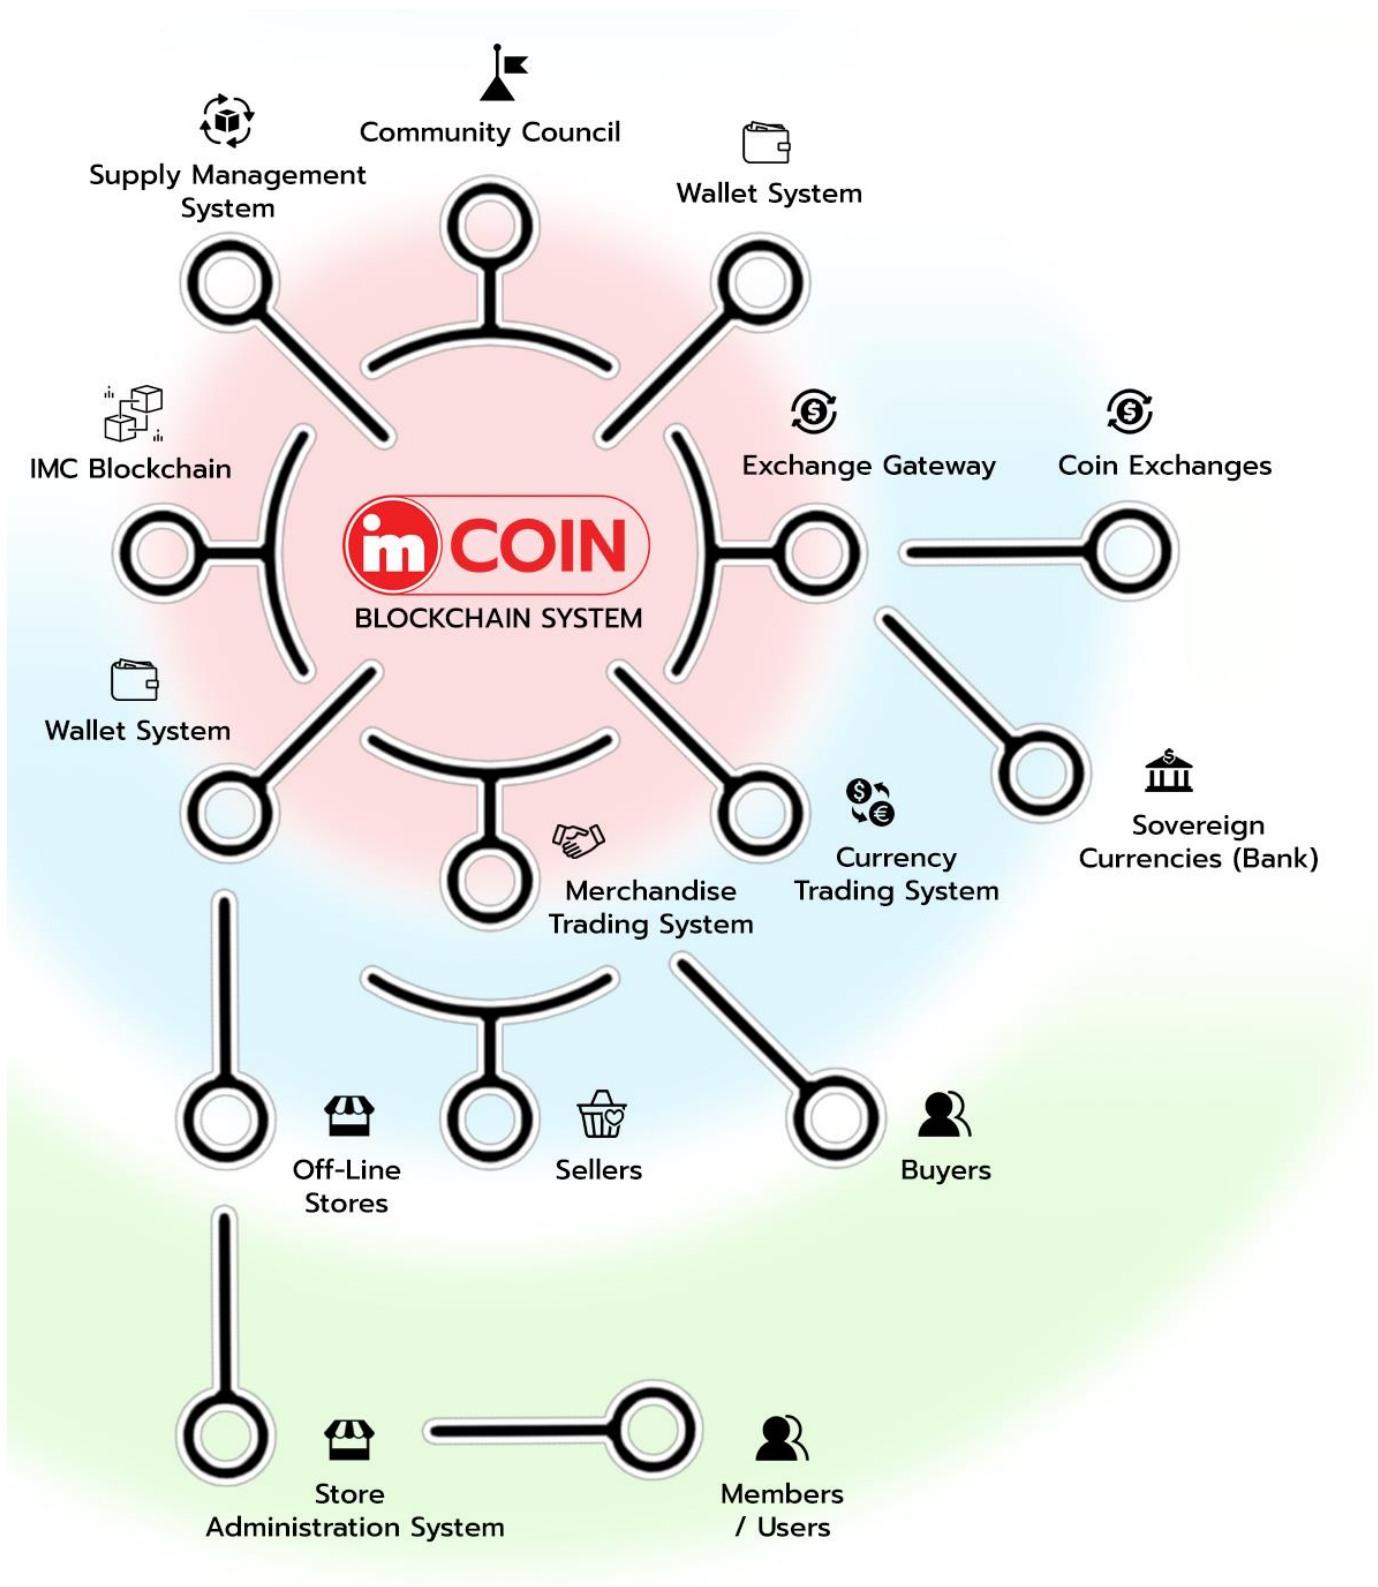 Community Council
Supply Management
System
Wallet System
IMC Blockchain
Exchange Gateway
Coin Exchanges
im COIN
BLOCKCHAIN SYSTEM
Wallet System
Sovereign
Currencies (Bank)
Currency
Trading System
Merchandise
Trading System
Off-Line
Stores
Sellers
Buyers
Store
Administration System
Members
/ Users